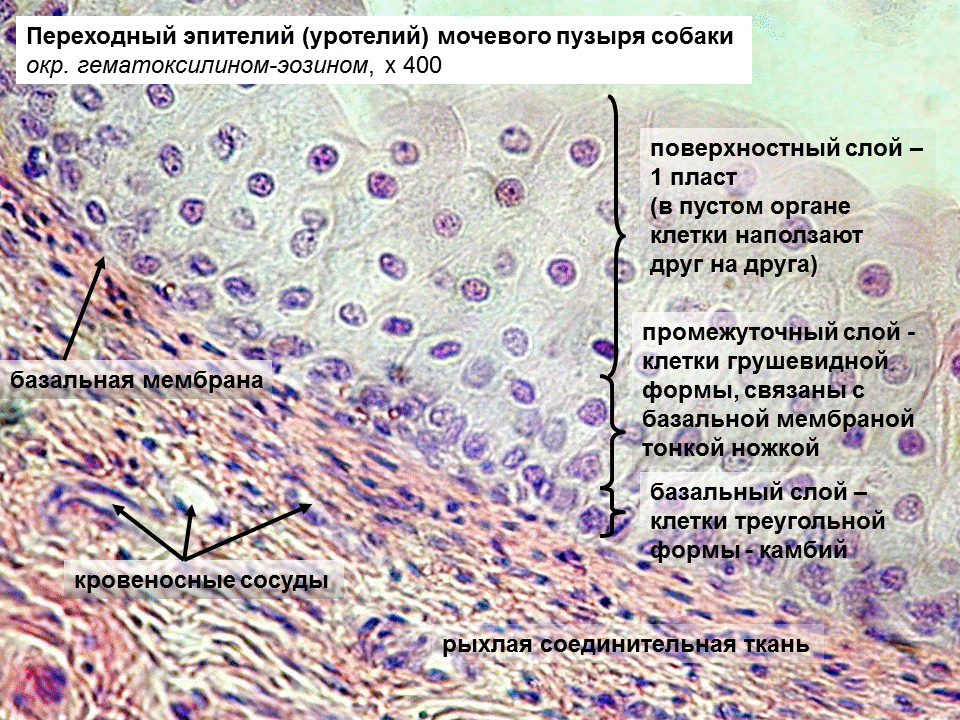 Переходный эпителий (уротелий) мочевого пузыря собаки
окр. гематоксилином-эозином, х 400
поверхностный слой –
1 пласт
(в пустом органе
клетки наползают
друг на друга)
промежуточный слой -
клетки грушевидной
формы, связаны с
базальной мембраной
тонкой ножкой
базальная мембрана
базальный слой –
клетки треугольной
формы - камбий
кровеносные сосуды
рыхлая соединительная ткань